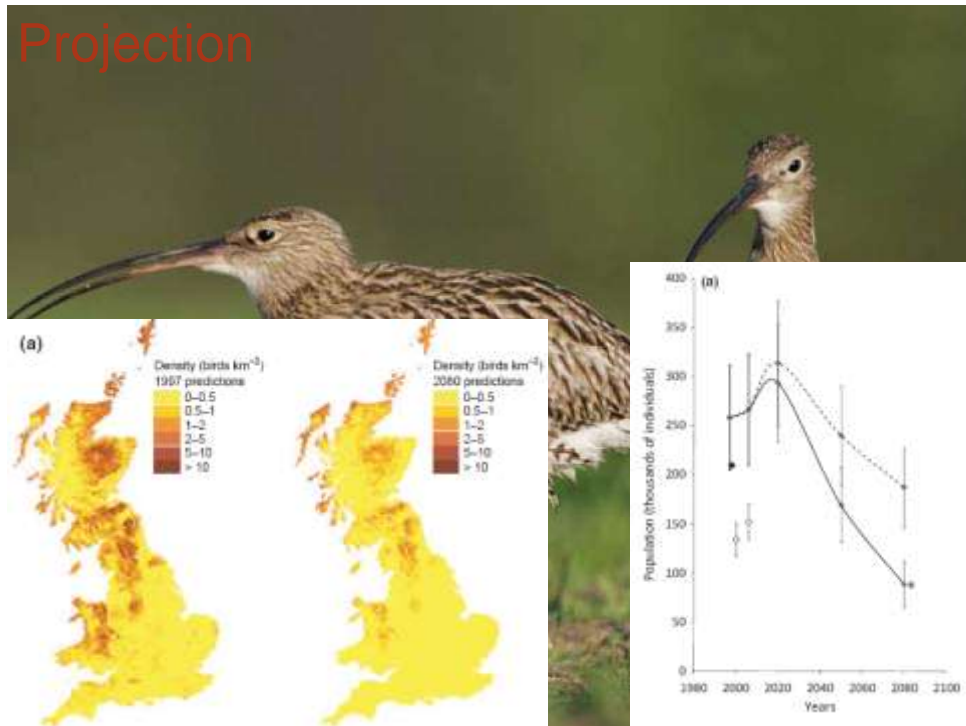 Projection
(a)
Density (birds km⁻²)
1997 predictions
0–0.5
0.5–1
1–2
2–5
5–10
> 10
Density (birds km⁻²)
2080 predictions
0–0.5
0.5–1
1–2
2–5
5–10
> 10
(a)
Population (thousands of individuals)
400
350
300
250
200
150
100
50
0
1980 2000 2020 2040 2060 2080 2100
Years